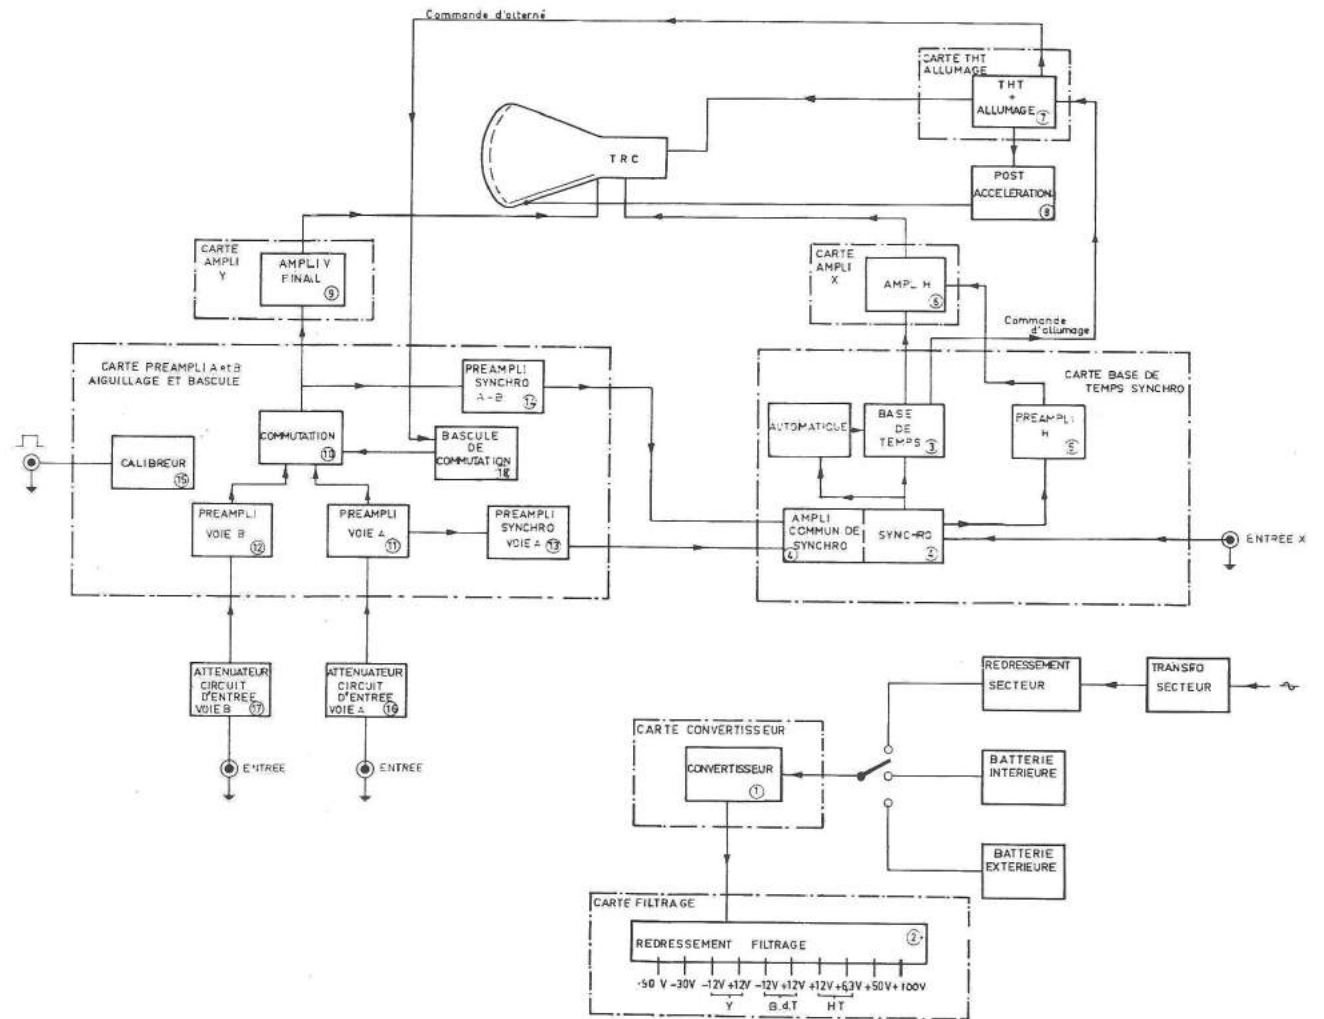 Commande d'alterné
CARTE THT
ALLUMAGE
THT
+
ALLUMAGE
7
TRC
POST
ACCELERATION
8
CARTE
AMPLI
Y
AMPLI V
FINAL
9
CARTE
AMPLI
X
AMPL H
6
Commande
d'allumage
CARTE PREAMPLI A et B
AIGUILLAGE ET BASCULE
PREAMPLI
SYNCHRO
A-B
14
CARTE BASE DE
TEMPS SYNCHRO
COMMUTATION
10
BASCULE
DE
COMMUTATION
AUTOMATIQUE
BASE
DE
TEMPS
3
PREAMPLI
H
5
CALIBREUR
15
PREAMPLI
VOIE B
12
PREAMPLI
VOIE A
11
PREAMPLI
SYNCHRO
VOIE A
13
AMPLI
COMMUN DE
SYNCHRO
4
SYNCHRO
4
ENTREE X
ATTENUATEUR
CIRCUIT
D'ENTREE
VOIE B
17
ATTENUATEUR
CIRCUIT
D'ENTREE
VOIE A
16
ENTREE
ENTREE
REDRESSEMENT
SECTEUR
TRANSFO
SECTEUR
~
CARTE CONVERTISSEUR
CONVERTISSEUR
1
BATTERIE
INTERIEURE
BATTERIE
EXTERIEURE
CARTE FILTRAGE
REDRESSEMENT FILTRAGE
2
-50 V -30V -12V +12V -12V +12V +12V +6,3V +50V +100V
Y B.d.T HT